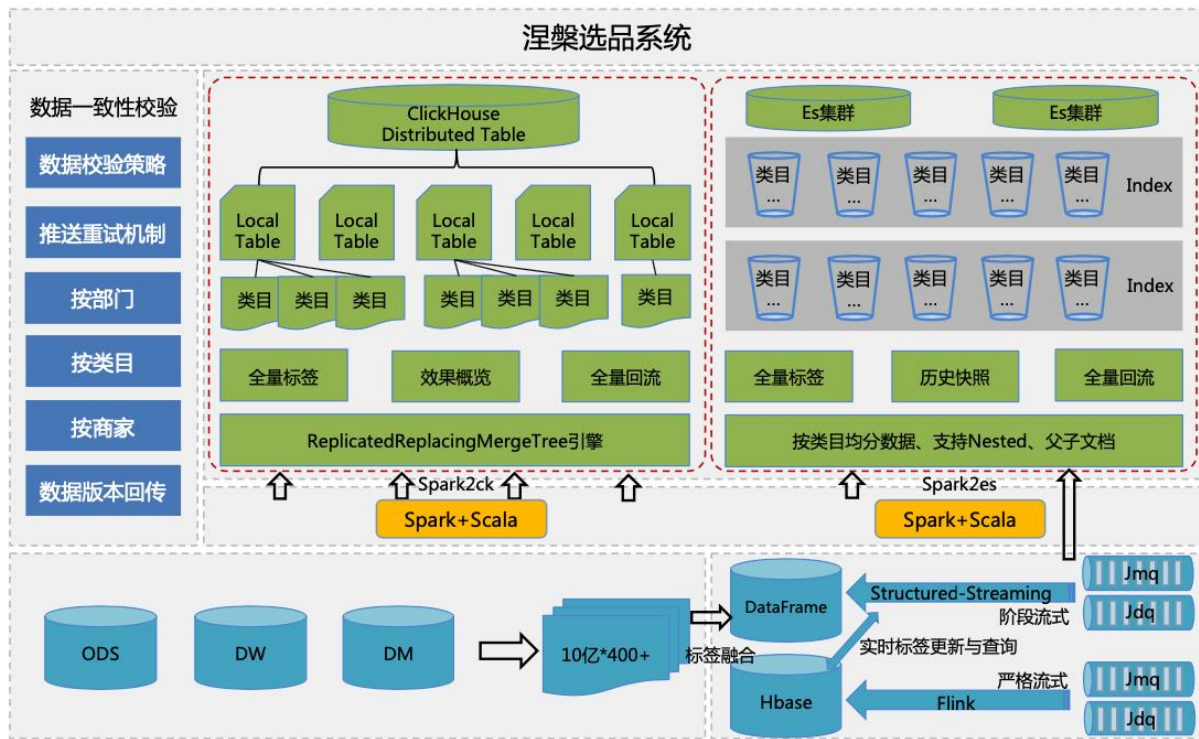 涅槃选品系统
数据一致性校验
数据校验策略
推送重试机制
按部门
按类目
按商家
数据版本回传
ClickHouse
Distributed Table
Local
Table
Local
Table
Local
Table
Local
Table
Local
Table
类目
类目
类目
类目
类目
类目
类目
全量标签
效果概览
全量回流
ReplicatedReplacingMergeTree引擎
Es集群
Es集群
类目
...
类目
...
类目
...
类目
...
类目
...
Index
类目
...
类目
...
类目
...
类目
...
类目
...
Index
全量标签
历史快照
全量回流
按类目均分数据、支持Nested、父子文档
Spark2ck
Spark+Scala
Spark2es
Spark+Scala
ODS
DW
DM
10亿*400+
标签融合
DataFrame
Structured-Streaming
阶段流式
Jmq
Jdq
实时标签更新与查询
Hbase
严格流式
Flink
Jmq
Jdq